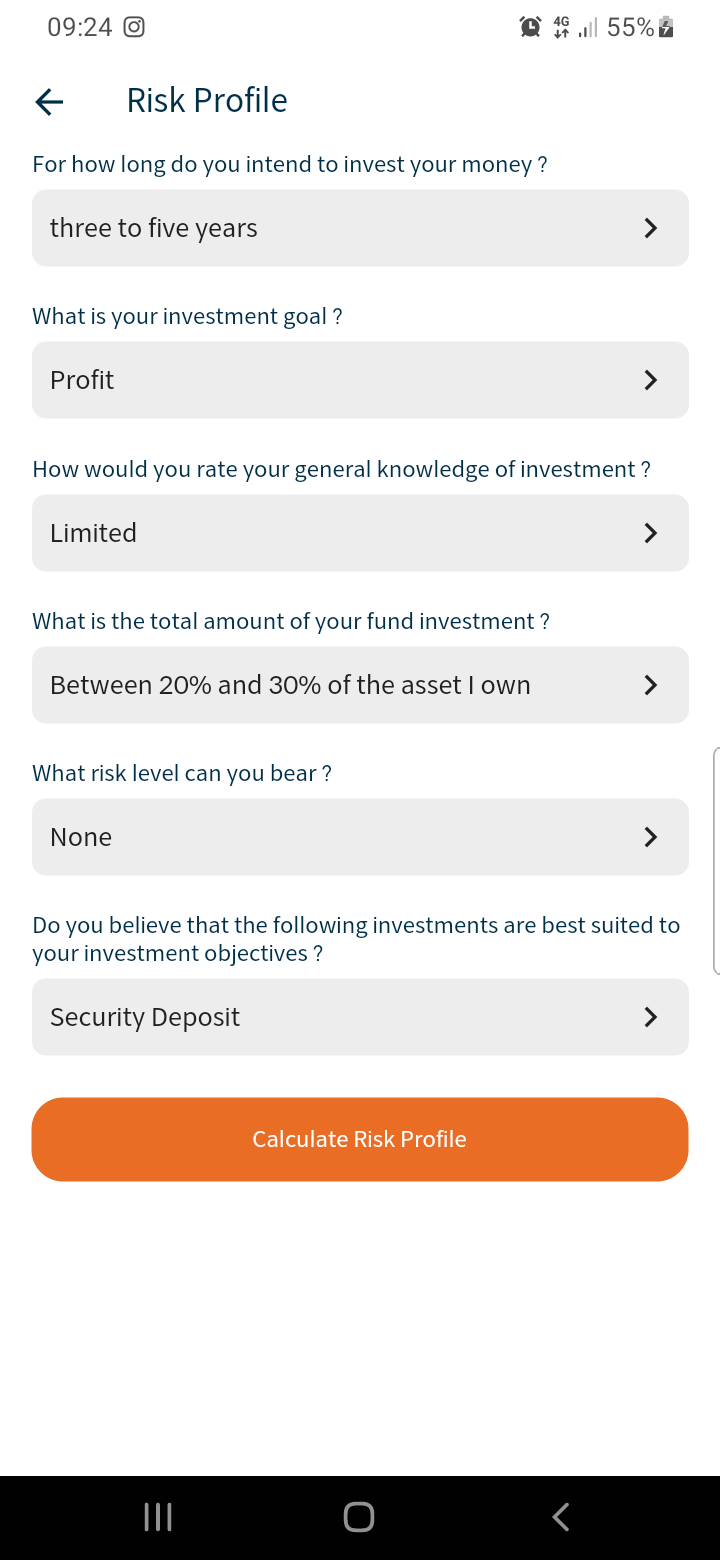 09:24
4G
55%
Risk Profile
For how long do you intend to invest your money ?
three to five years
What is your investment goal ?
Profit
How would you rate your general knowledge of investment ?
Limited
What is the total amount of your fund investment ?
Between 20% and 30% of the asset I own
What risk level can you bear ?
None
Do you believe that the following investments are best suited to
your investment objectives ?
Security Deposit
Calculate Risk Profile